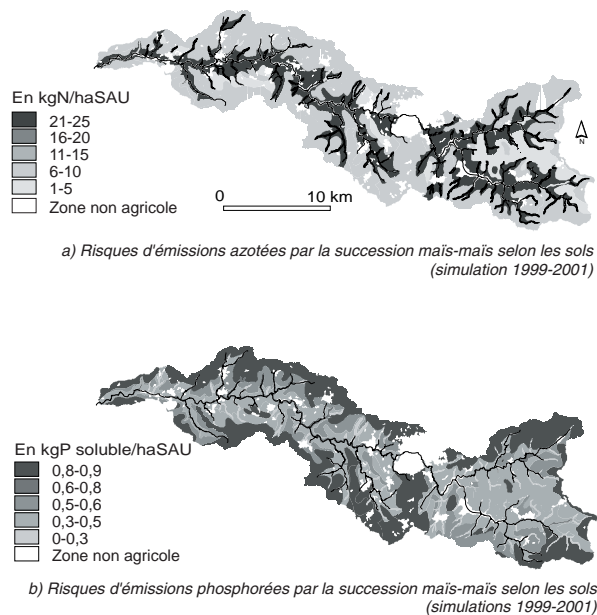 En kgN/haSAU
21-25
16-20
11-15
6-10
1-5
Zone non agricole
0 10 km
N
a) Risques d'émissions azotées par la succession maïs-maïs selon les sols
(simulation 1999-2001)
En kgP soluble/haSAU
0,8-0,9
0,6-0,8
0,5-0,6
0,3-0,5
0-0,3
Zone non agricole
b) Risques d'émissions phosphorées par la succession maïs-maïs selon les sols
(simulations 1999-2001)